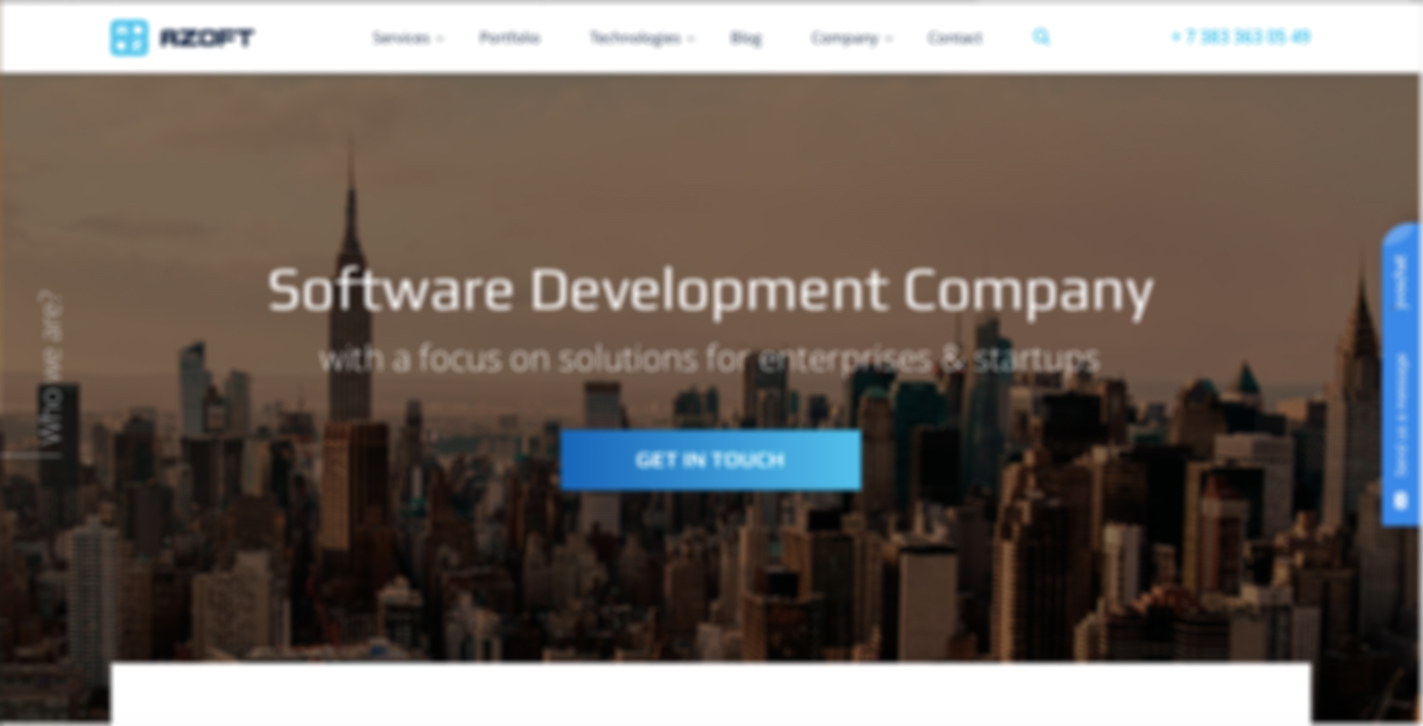 AZOFT
Services Portfolio Technologies Blog Company Contact
+ 7 383 363 05 49
Software Development Company
with a focus on solutions for enterprises & startups
GET IN TOUCH
Who we are?
Send us a message
jivochat